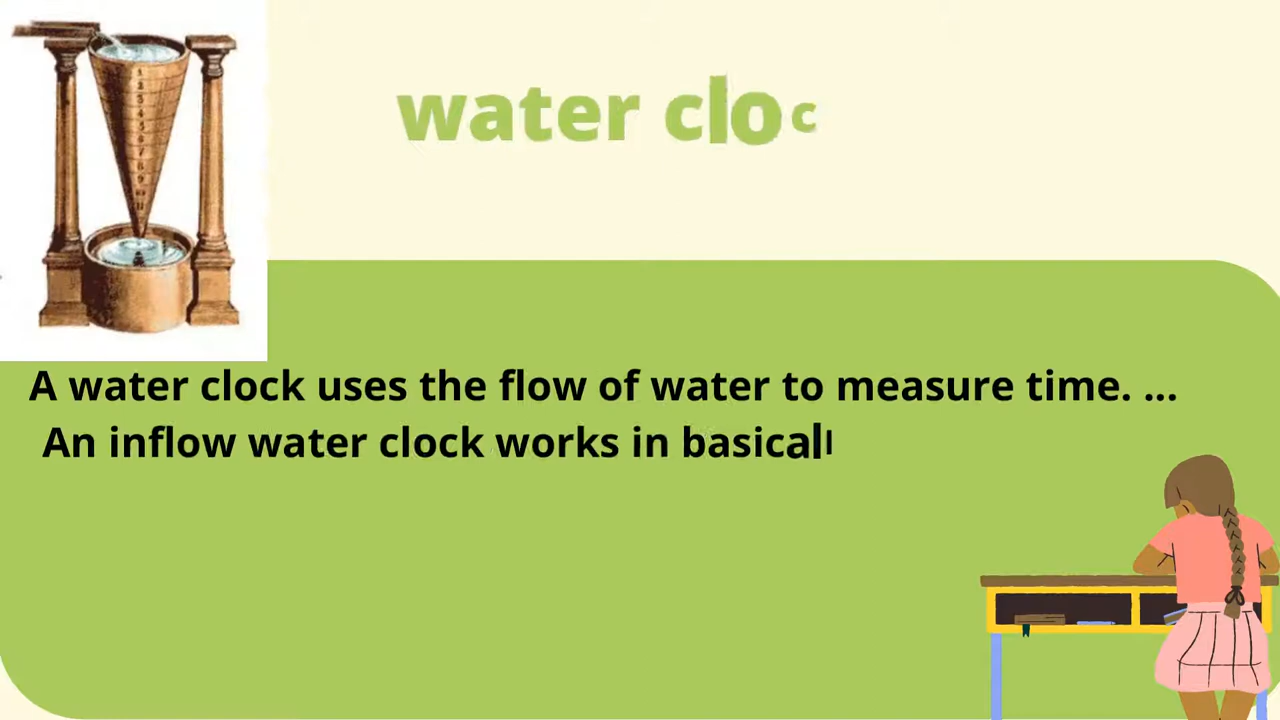 water cloc
A water clock uses the flow of water to measure time. ...
An inflow water clock works in basicall